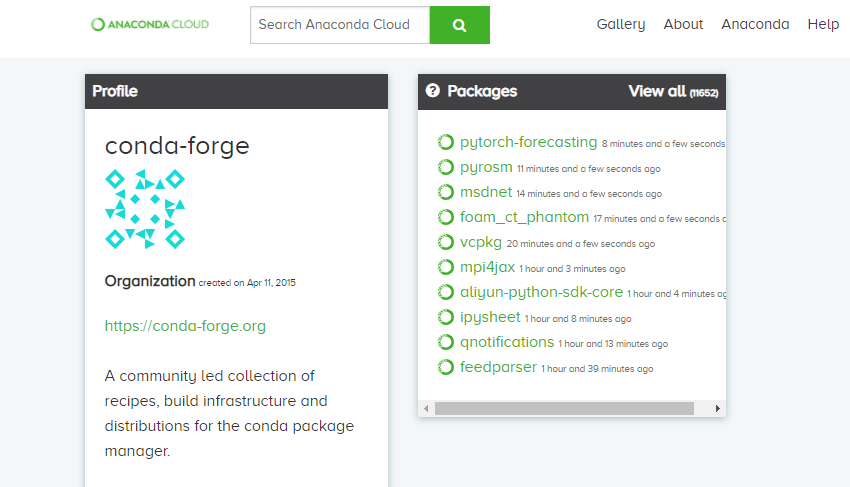 ANACONDA CLOUD
Search Anaconda Cloud
Gallery About Anaconda Help
Profile
conda-forge
Organization created on Apr 11, 2015
https://conda-forge.org
A community led collection of
recipes, build infrastructure and
distributions for the conda package
manager.
? Packages View all (11652)
pytorch-forecasting 8 minutes and a few seconds
pyrosm 11 minutes and a few seconds ago
msdnet 14 minutes and a few seconds ago
foam_ct_phantom 17 minutes and a few seconds
vcpkg 20 minutes and a few seconds ago
mpi4jax 1 hour and 3 minutes ago
aliyun-python-sdk-core 1 hour and 4 minutes
ipysheet 1 hour and 8 minutes ago
qnotifications 1 hour and 13 minutes ago
feedparser 1 hour and 39 minutes ago